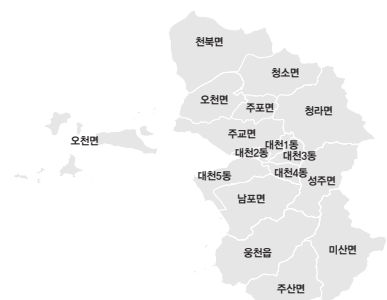 천북면
청소면
오천면
주포면
청라면
주교면
오천면
대천1동
대천2동
대천3동
대천5동
대천4동
성주면
남포면
웅천읍
미산면
주산면